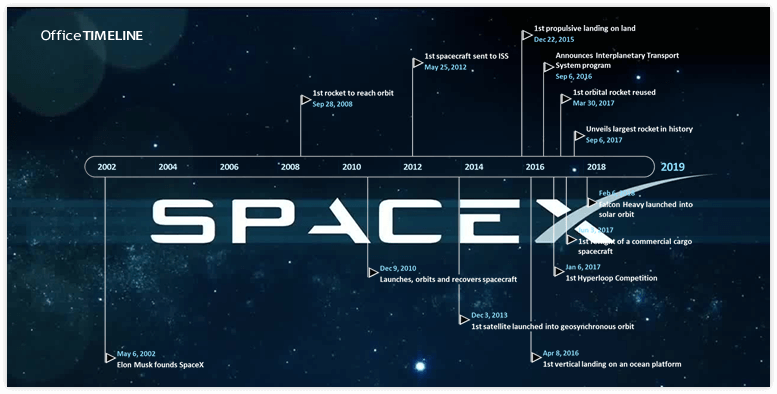 Office TIMELINE
1st propulsive landing on land
Dec 22, 2015
1st spacecraft sent to ISS
May 25, 2012
Announces Interplanetary Transport
System program
Sep 6, 2016
1st rocket to reach orbit
Sep 28, 2008
1st orbital rocket reused
Mar 30, 2017
Unveils largest rocket in history
Sep 6, 2017
2002 2004 2006 2008 2010 2012 2014 2016 2018 2019
SPACEX
Feb 6,
Falcon Heavy launched into
solar orbit
2017
1st of a commercial cargo
spacecraft
Dec 9, 2010
Launches, orbits and recovers spacecraft
Jan 6, 2017
1st Hyperloop Competition
Dec 3, 2013
1st satellite launched into geosynchronous orbit
May 6, 2002
Elon Musk founds SpaceX
Apr 8, 2016
1st vertical landing on an ocean platform